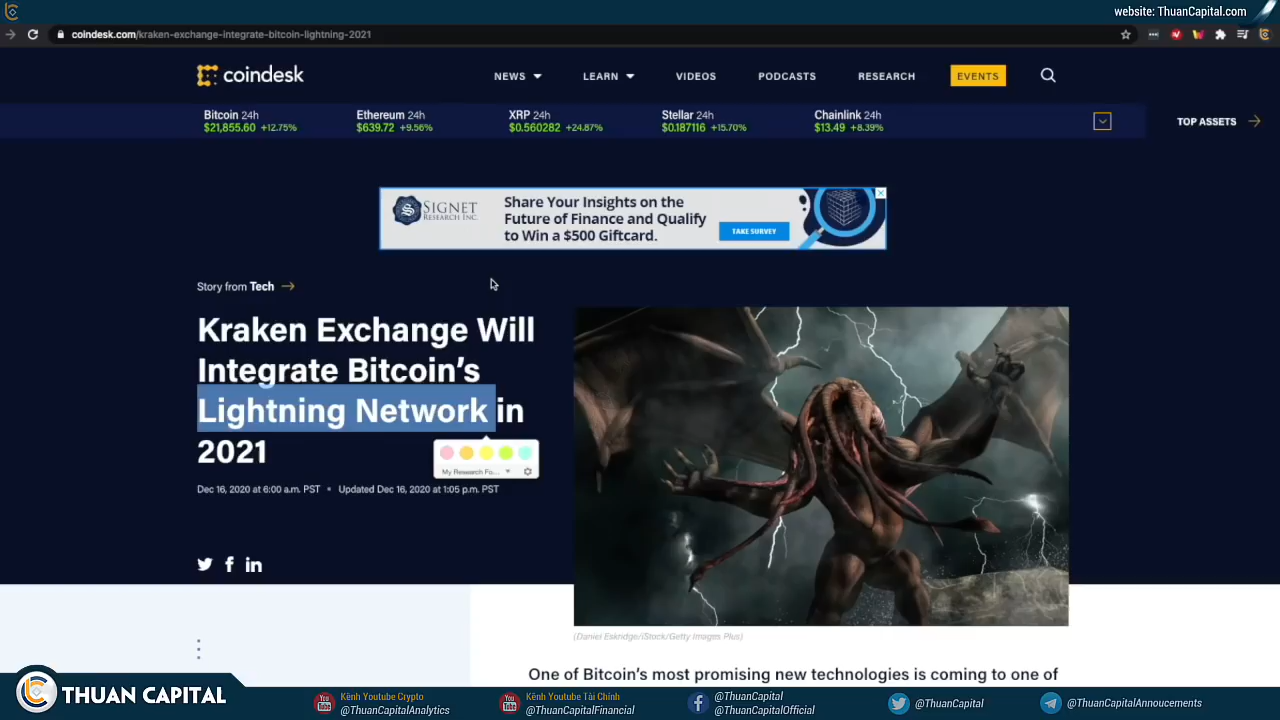 website: ThuanCapital.com
coindesk.com/kraken-exchange-integrate-bitcoin-lightning-2021
coindesk
NEWS LEARN VIDEOS PODCASTS RESEARCH EVENTS
Bitcoin 24h Ethereum 24h XRP 24h Stellar 24h Chainlink 24h
$21,855.60 +12.75% $639.72 +9.56% $0.560282 +24.87% $0.187116 +15.70% $13.49 +8.39%
TOP ASSETS
SIGNET
RESEARCH INC.
Share Your Insights on the
Future of Finance and Qualify
to Win a $500 Giftcard.
TAKE SURVEY
Story from Tech
Kraken Exchange Will
Integrate Bitcoin's
Lightning Network in
2021
My Research Fo...
Dec 16, 2020 at 6:00 a.m. PST • Updated Dec 16, 2020 at 1:05 p.m. PST
(Daniel Eskridge/iStock/Getty Images Plus)
One of Bitcoin's most promising new technologies is coming to one of
THUAN CAPITAL
Kênh Youtube Crypto
@ThuanCapitalAnalytics
Kênh Youtube Tài Chính
@ThuanCapitalFinancial
@ThuanCapital
@ThuanCapitalOfficial
@ThuanCapital
@ThuanCapitalAnnoucements